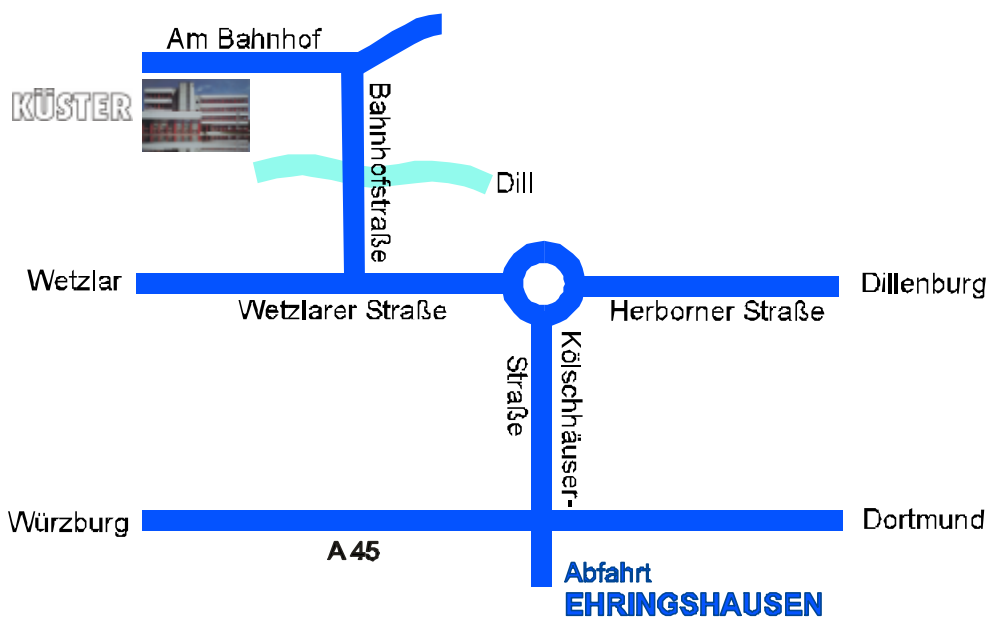 Am Bahnhof
KÜSTER
Bahnhofstraße
Dill
Wetzlar
Dillenburg
Wetzlarer Straße
Herborner Straße
Kölschhäuser-
Straße
Würzburg
Dortmund
A 45
Abfahrt
EHRINGSHAUSEN